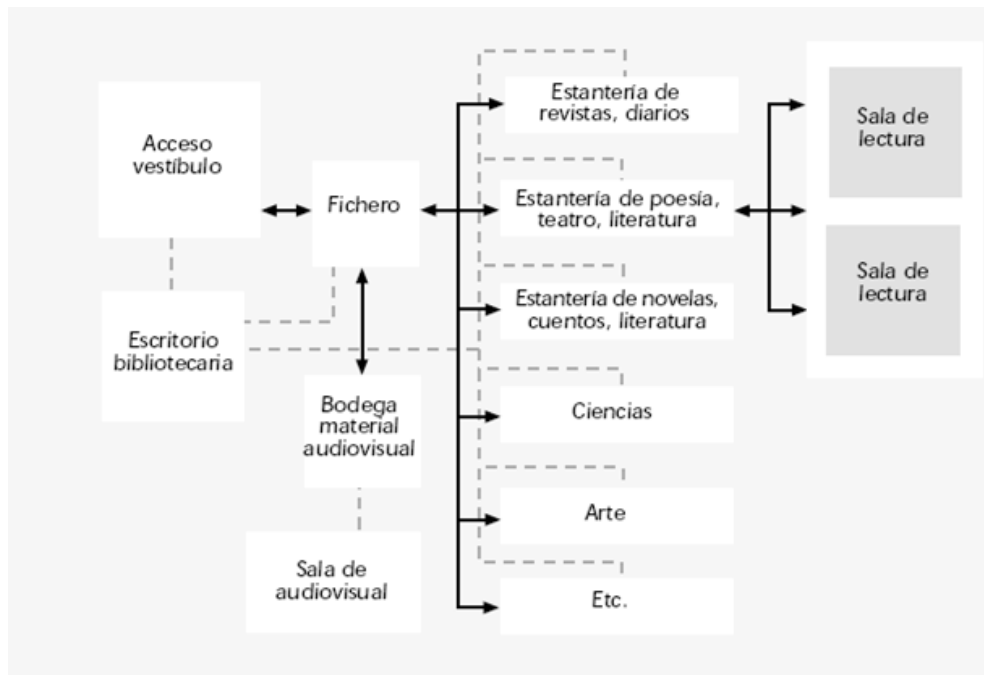 Acceso
vestíbulo
Fichero
Escritorio
bibliotecaria
Bodega
material
audiovisual
Sala de
audiovisual
Estantería de
revistas, diarios
Estantería de poesía,
teatro, literatura
Estantería de novelas,
cuentos, literatura
Ciencias
Arte
Etc.
Sala de
lectura
Sala de
lectura